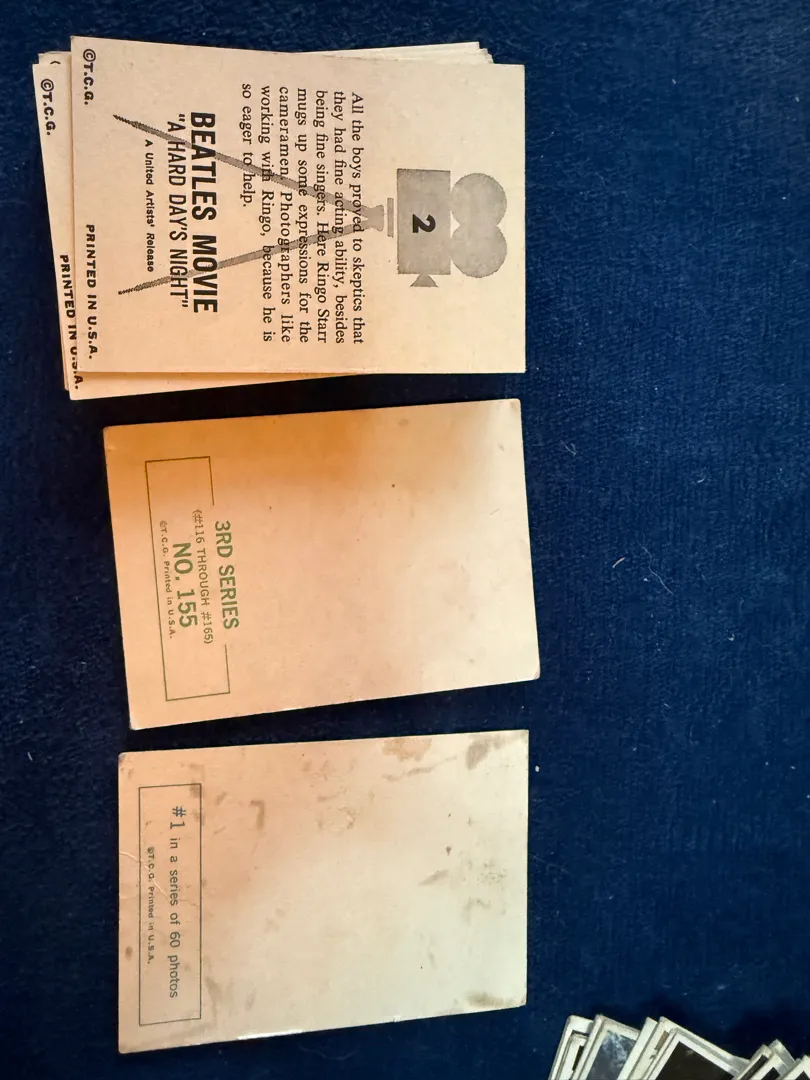 2
All the boys proved to skeptics that
they had fine acting ability, besides
being fine singers. Here Ringo Starr
mugs up some expressions for the
cameramen. Photographers like
working with Ringo, because he is
so eager to help.
BEATLES MOVIE
"A HARD DAY'S NIGHT"
A United Artists' Release
©T.C.G. PRINTED IN U.S.A.
©T.C.G. PRINTED IN U.S.A.
3RD SERIES
(#116 THROUGH #165)
NO. 155
©T.C.G. Printed in U.S.A.
#1 in a series of 60 photos
©T.C.G. Printed in U.S.A.